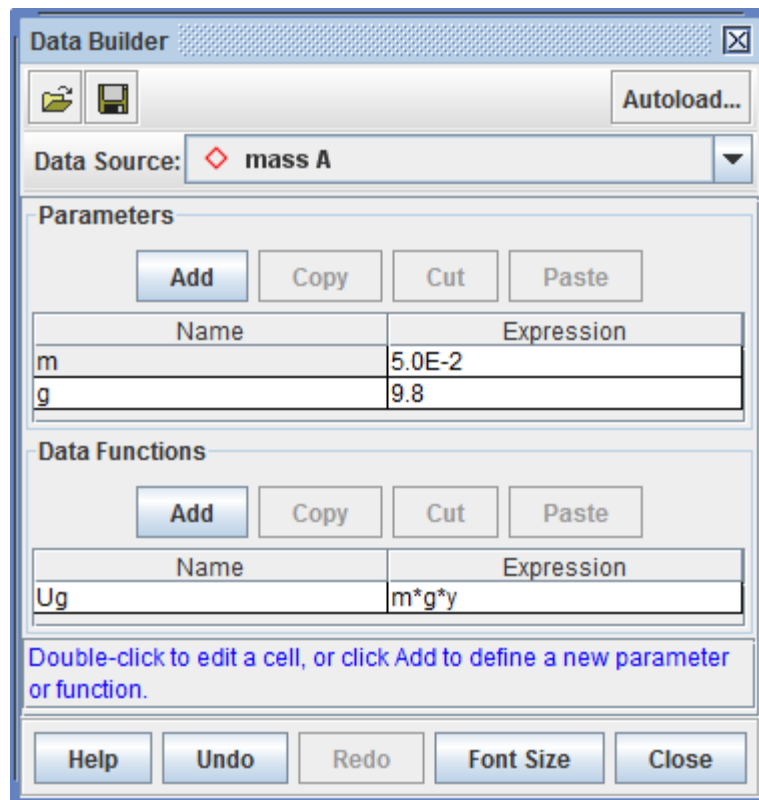 Data Builder
Autoload...
Data Source: mass A
Parameters
Add Copy Cut Paste
Name Expression
m 5.0E-2
g 9.8
Data Functions
Add Copy Cut Paste
Name Expression
Ug m*g*y
Double-click to edit a cell, or click Add to define a new parameter
or function.
Help Undo Redo Font Size Close